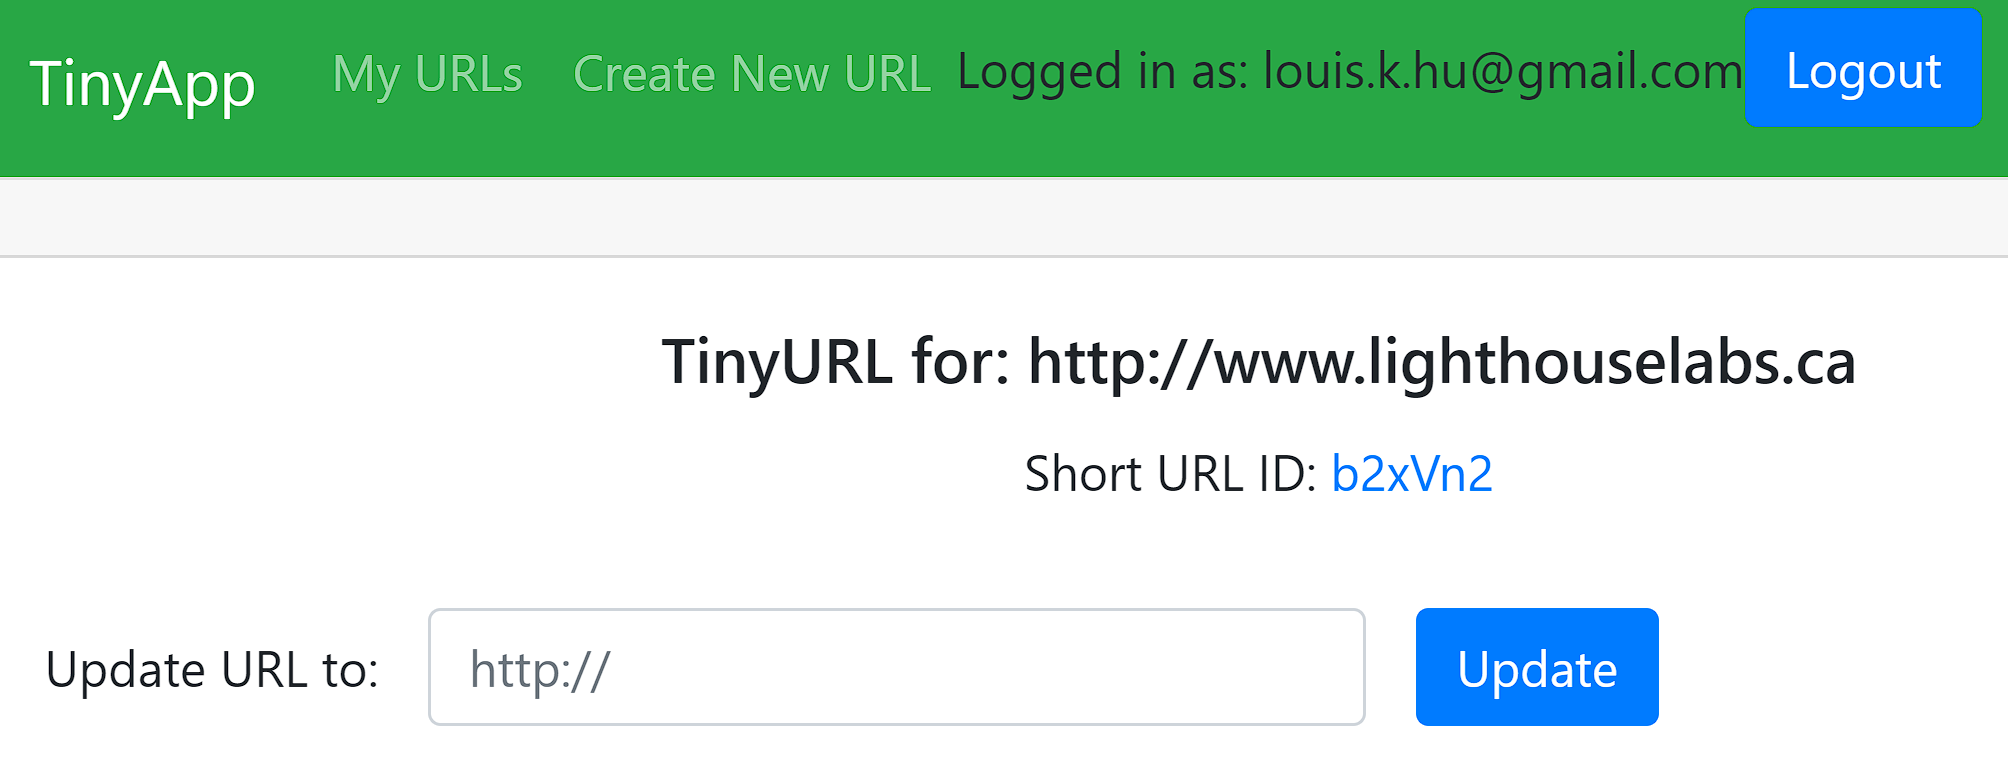 TinyApp My URLs Create New URL Logged in as: louis.k.hu@gmail.com Logout
TinyURL for: http://www.lighthouselabs.ca
Short URL ID: b2xVn2
Update URL to: http:// Update